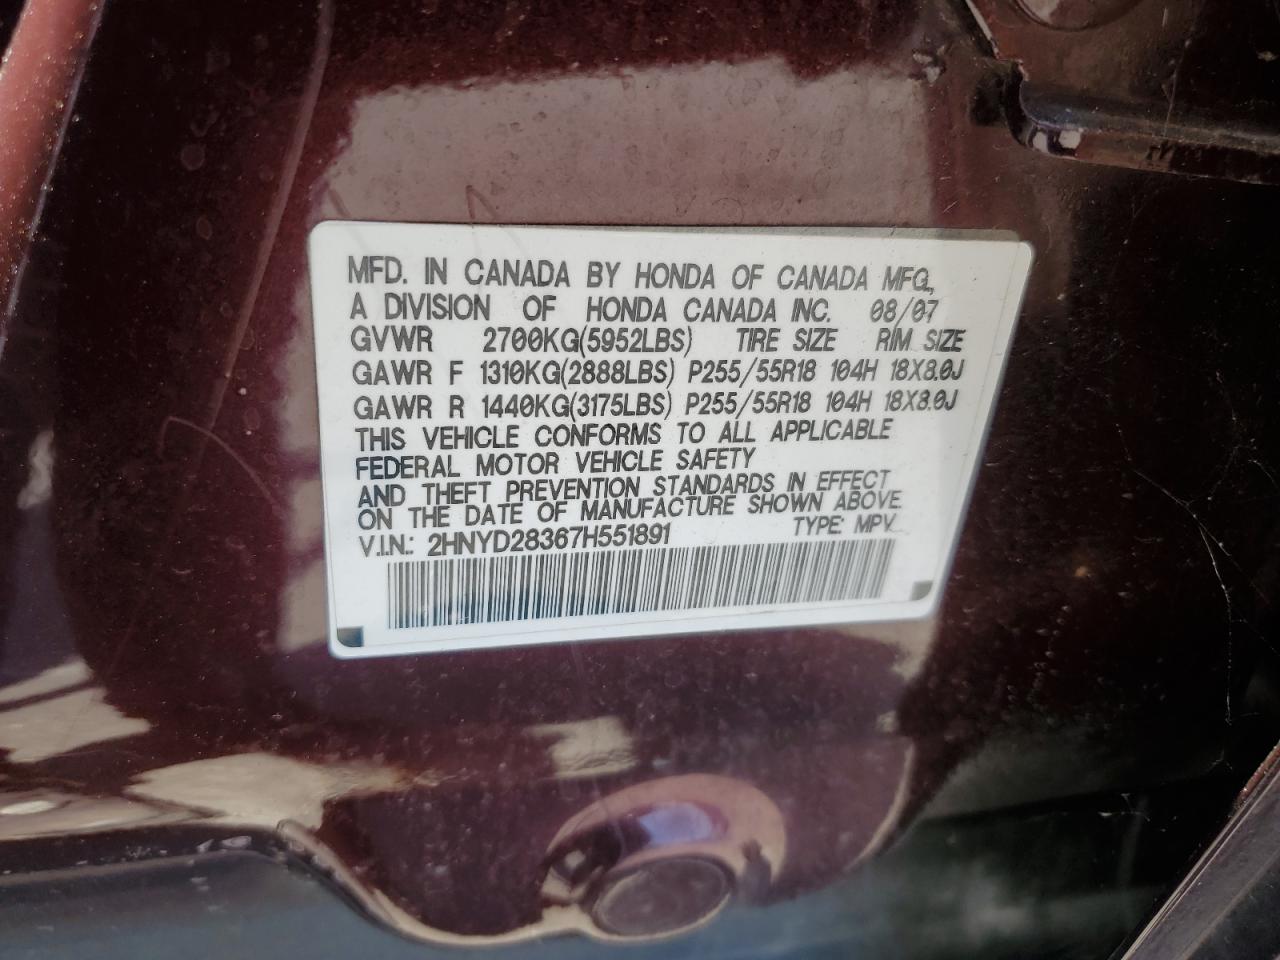 MFD. IN CANADA BY HONDA OF CANADA MFG.,
A DIVISION OF HONDA CANADA INC. 08/07
GVWR 2700KG(5952LBS) TIRE SIZE RIM SIZE
GAWR F 1310KG(2888LBS) P255/55R18 104H 18X8.0J
GAWR R 1440KG(3175LBS) P255/55R18 104H 18X8.0J
THIS VEHICLE CONFORMS TO ALL APPLICABLE
FEDERAL MOTOR VEHICLE SAFETY
AND THEFT PREVENTION STANDARDS IN EFFECT
ON THE DATE OF MANUFACTURE SHOWN ABOVE.
V.I.N.: 2HNYD28367H551891 TYPE: MPV